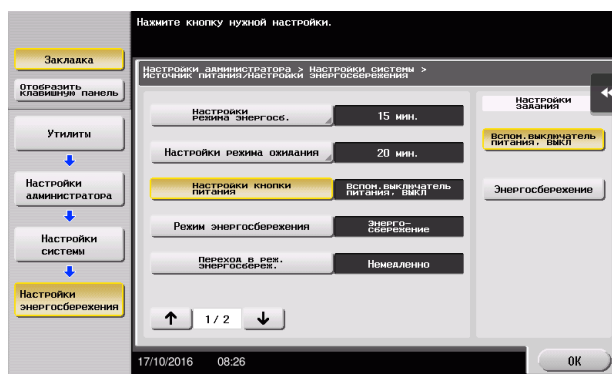 Нажмите кнопку нужной настройки.
Закладка
Отобразить
клавишную панель
Утилиты
Настройки
администратора
Настройки
системы
Настройки
энергосбережения
Настройки администратора > Настройки системы >
Источник питания/Настройки энергосбережения
Настройки
режима энергосб.
15 мин.
Настройки режима ожидания
20 мин.
Настройки кнопки
питания
Вспом.выключатель
питания, ВЫКЛ
Режим энергосбережения
Энерго-
сбережение
Переход в реж.
энергосбереж.
Немедленно
↑ 1/ 2 ↓
Настройки
задания
Вспом.выключатель
питания, ВЫКЛ
Энергосбережение
17/10/2016 08:26
OK